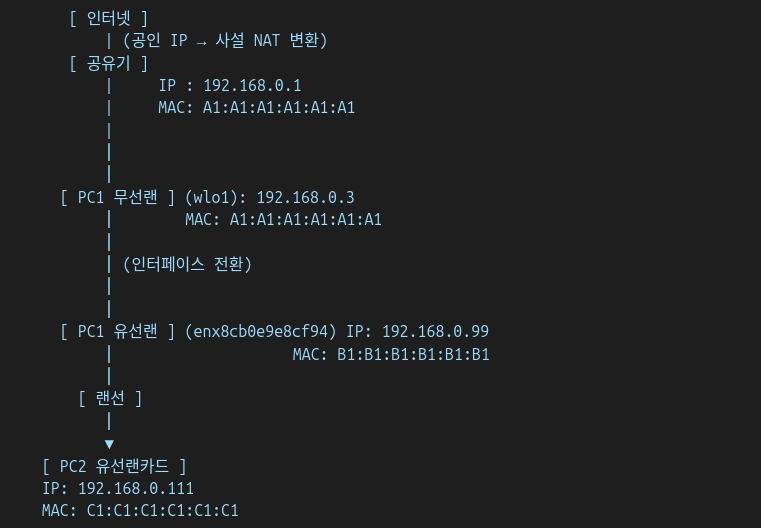 [ 인터넷 ]
| (공인 IP → 사설 NAT 변환)
[ 공유기 ]
| IP : 192.168.0.1
| MAC: A1:A1:A1:A1:A1:A1
|
|
|
[ PC1 무선랜 ] (wlo1): 192.168.0.3
| MAC: A1:A1:A1:A1:A1:A1
|
| (인터페이스 전환)
|
|
[ PC1 유선랜 ] (enx8cb0e9e8cf94) IP: 192.168.0.99
| MAC: B1:B1:B1:B1:B1:B1
|
[ 랜선 ]
|
▼
[ PC2 유선랜카드 ]
IP: 192.168.0.111
MAC: C1:C1:C1:C1:C1:C1